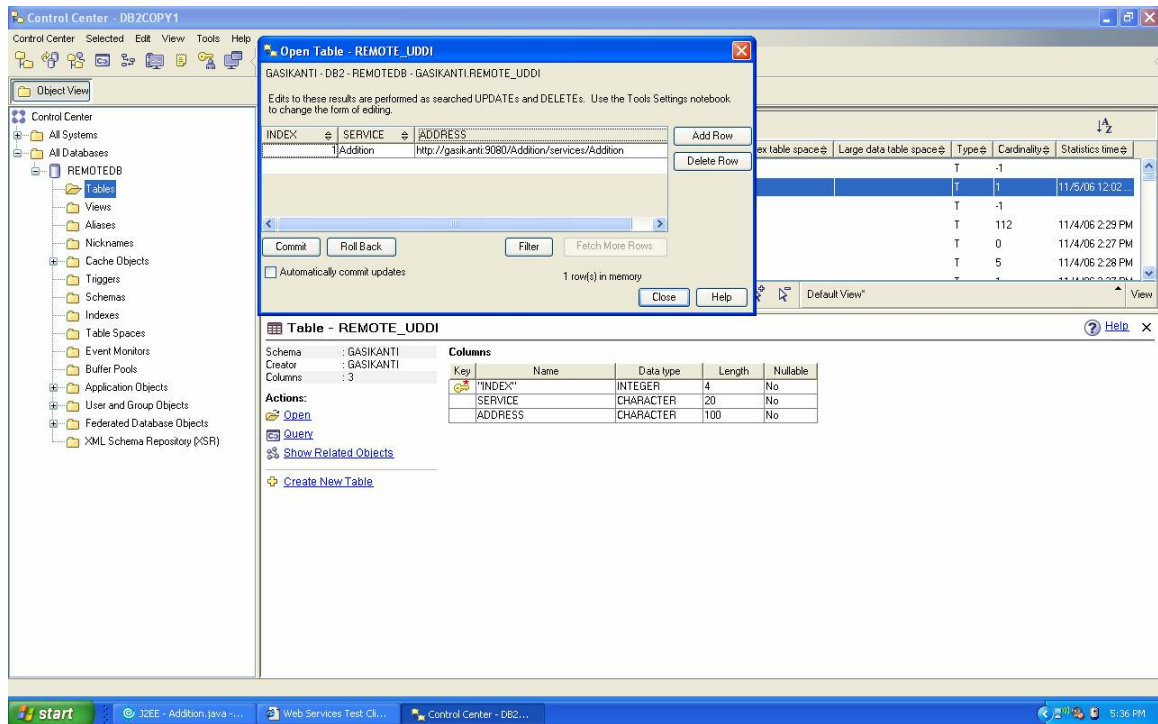 Control Center - DB2COPY1
Control Center Selected Edit View Tools Help
Object View
Control Center
All Systems
All Databases
REMOTEDB
Tables
Views
Aliases
Nicknames
Cache Objects
Triggers
Schemas
Indexes
Table Spaces
Event Monitors
Buffer Pools
Application Objects
User and Group Objects
Federated Database Objects
XML Schema Repository (XSR)
Open Table - REMOTE_UDDI
GASIKANTI - DB2 - REMOTEDB - GASIKANTI.REMOTE_UDDI
Edits to these results are performed as searched UPDATEs and DELETEs. Use the Tools Settings notebook
to change the form of editing.
INDEX SERVICE ADDRESS
1 Addition http://gasikanti:9080/Addition/services/Addition
Add Row
Delete Row
Commit Roll Back Filter Fetch More Rows
Automatically commit updates 1 row(s) in memory
Close Help
ex table space Large data table space Type Cardinality Statistics time
T -1
T 1 11/5/06 12:02 ...
T -1
T 112 11/4/06 2:29 PM
T 0 11/4/06 2:27 PM
T 5 11/4/06 2:28 PM
Default View* View
Table - REMOTE_UDDI Help
Schema : GASIKANTI
Creator : GASIKANTI
Columns : 3
Actions:
Open
Query
Show Related Objects
Create New Table
Columns
Key Name Data type Length Nullable
"INDEX" INTEGER 4 No
SERVICE CHARACTER 20 No
ADDRESS CHARACTER 100 No
start J2EE - Addition.java -... Web Services Test Cli... Control Center - DB2... 5:36 PM